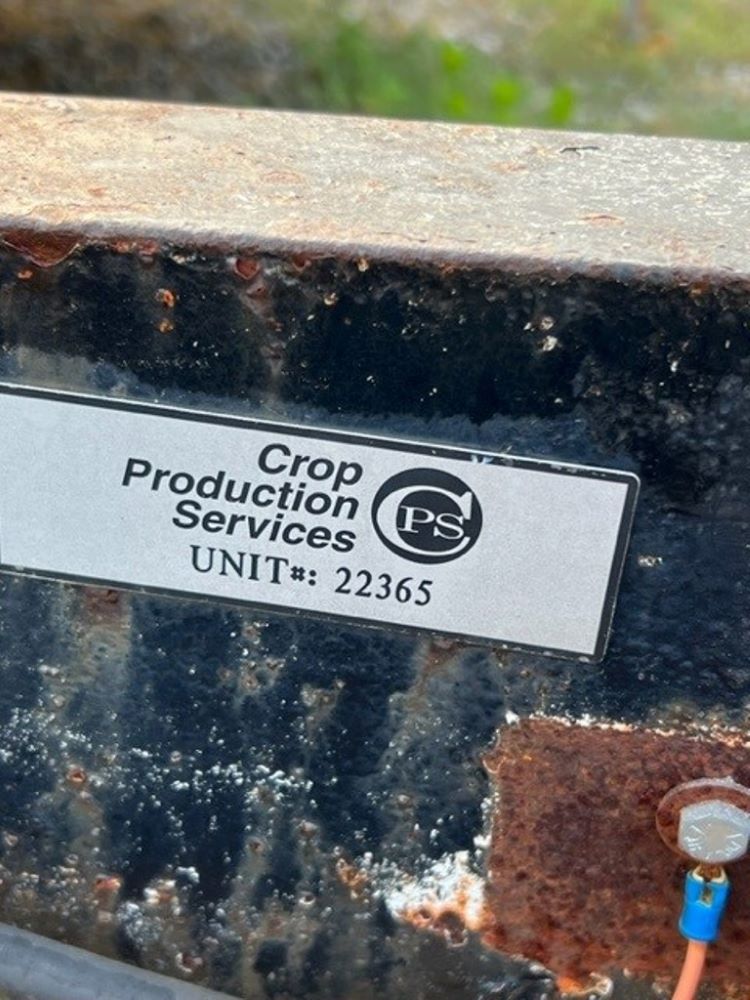 Crop
Production
Services
CPS
UNIT#: 22365